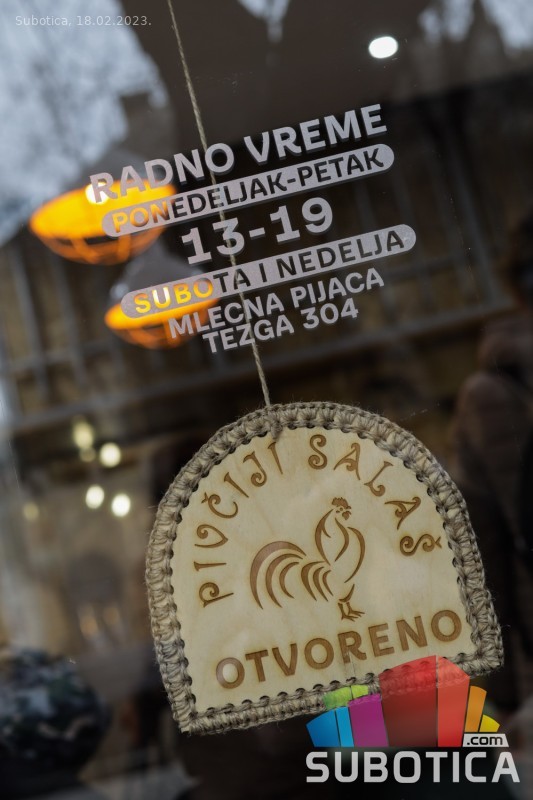 Subotica, 18.02.2023.
RADNO VREME
PONEDELJAK-PETAK
13-19
SUBOTA I NEDELJA
MLECNA PIJACA
TEZGA 304
PIVČIJI SALAŠ
OTVORENO
.com
SUBOTICA